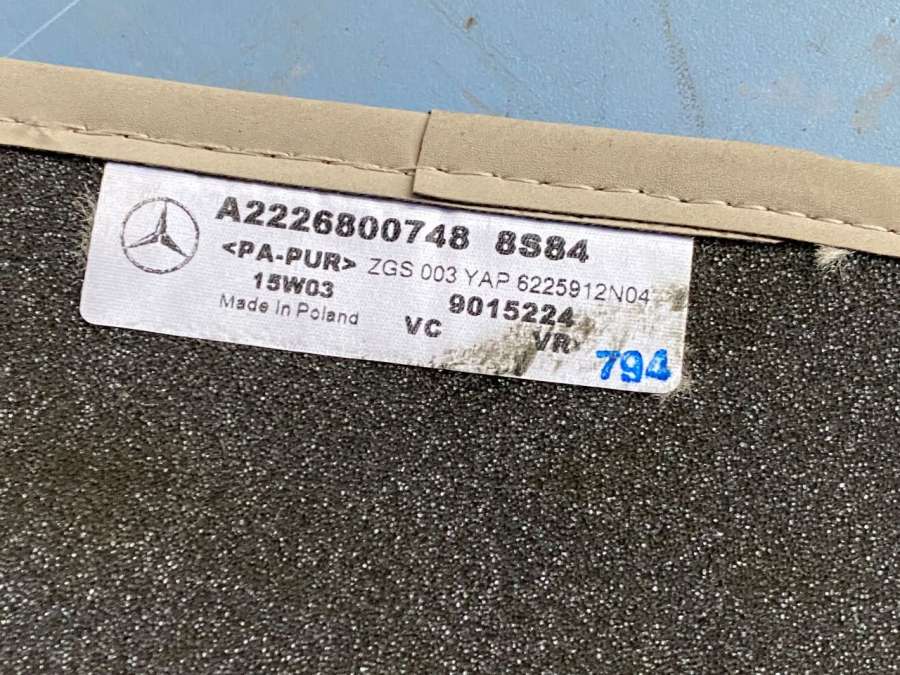 A2226800748 8S84
<PA-PUR> ZGS 003 YAP 6225912N04
15W03 9015224
Made In Poland VC VR
794